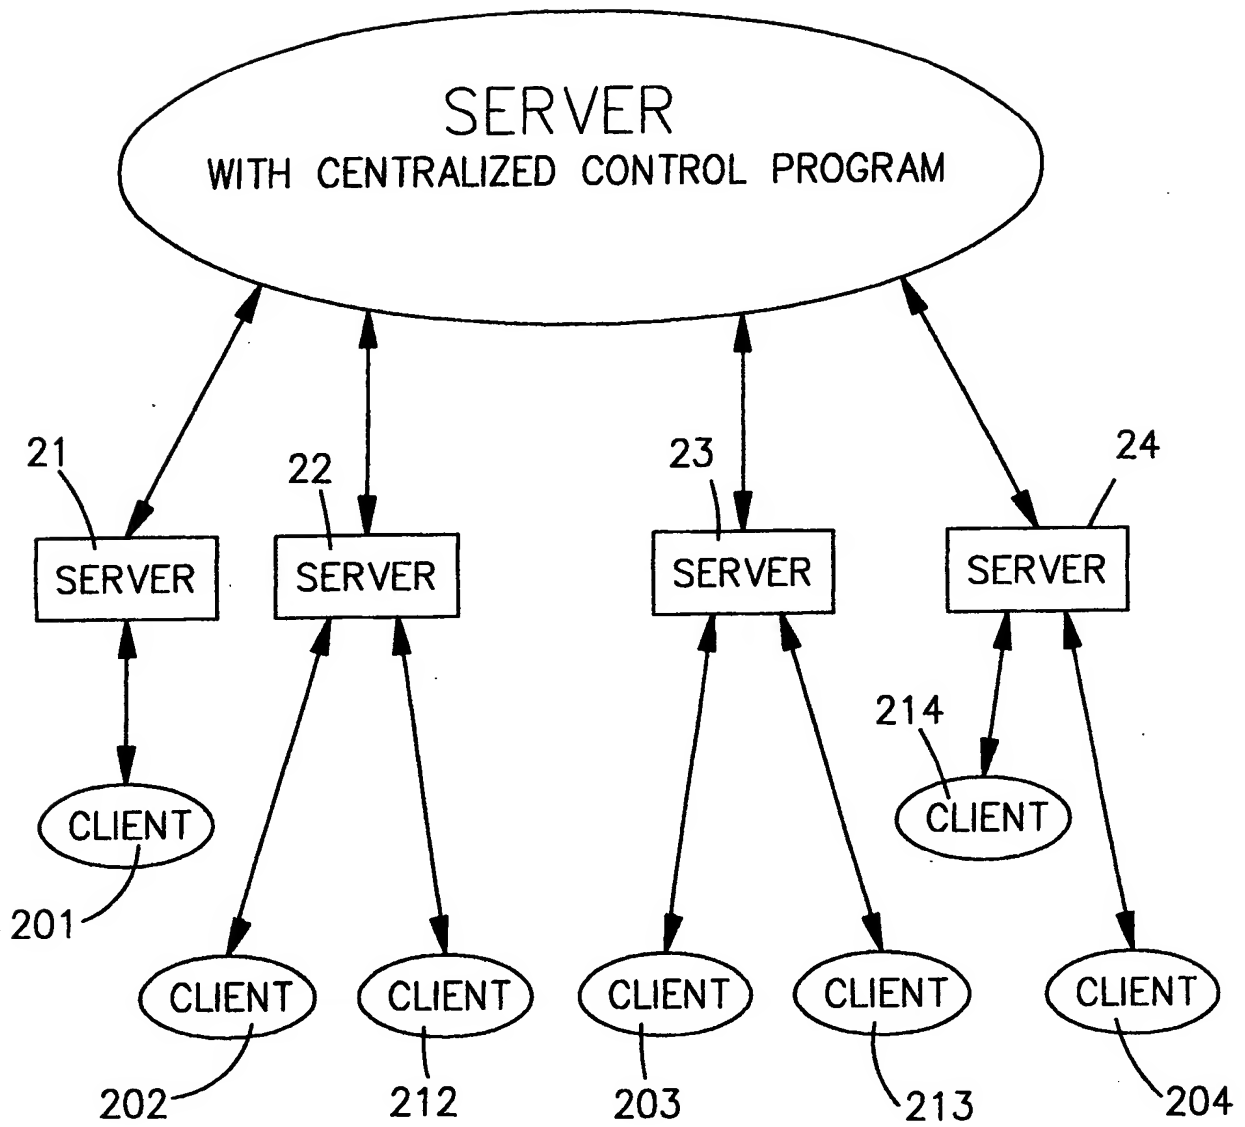 SERVER
WITH CENTRALIZED CONTROL PROGRAM
21
22
23
24
SERVER
SERVER
SERVER
SERVER
214
CLIENT
CLIENT
201
CLIENT
CLIENT
CLIENT
CLIENT
CLIENT
202
212
203
213
204